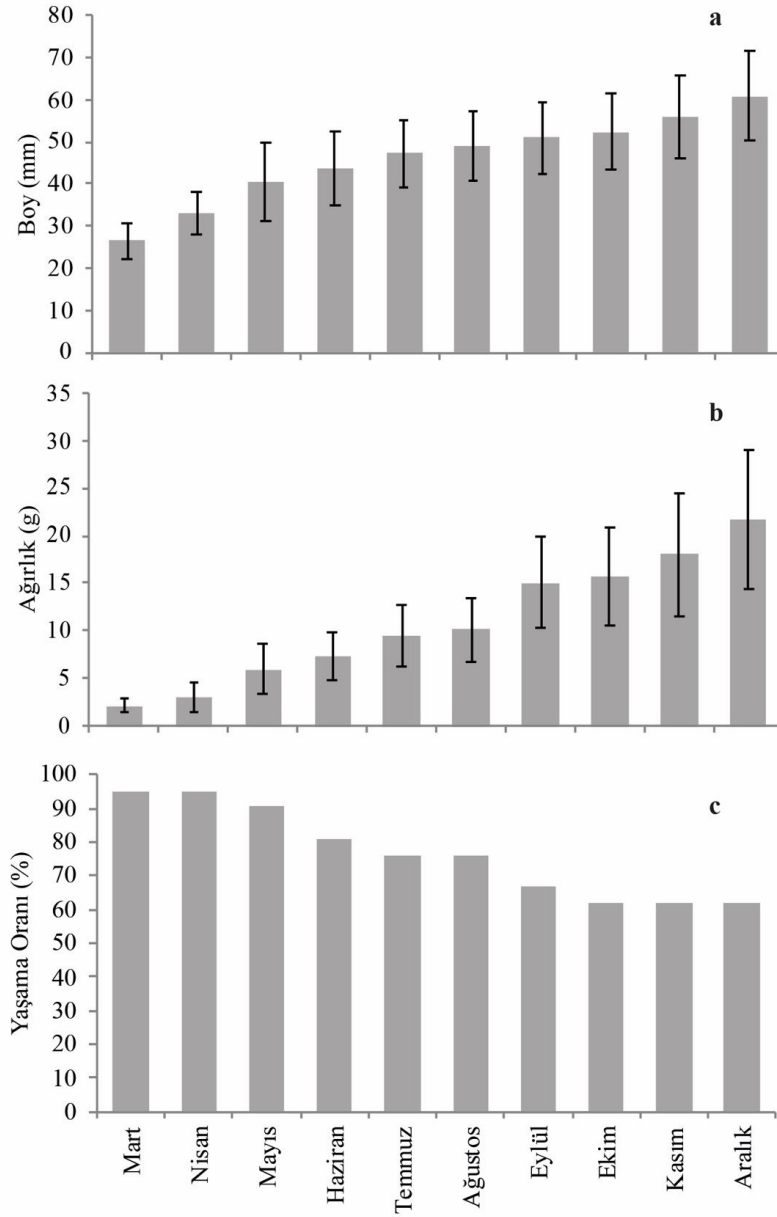 a
80
70
60
50
40
30
20
10
0
Boy (mm)
b
35
30
25
20
15
10
5
0
Ağırlık (g)
c
100
90
80
70
60
50
40
30
20
10
0
Yaşama Oranı (%)
Mart
Nisan
Mayıs
Haziran
Temmuz
Ağustos
Eylül
Ekim
Kasım
Aralık